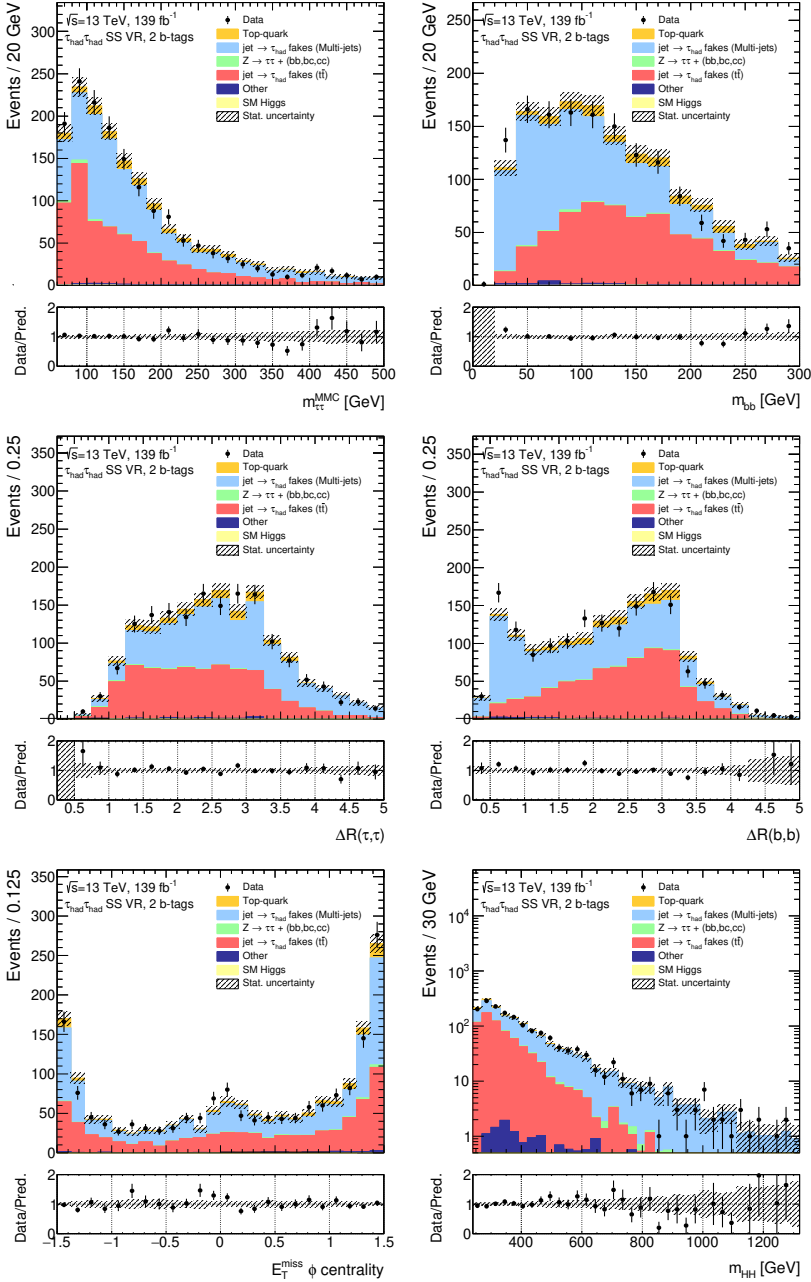 √s=13 TeV, 139 fb⁻¹
τhadτhad SS VR, 2 b-tags
Data
Top-quark
jet → τhad fakes (Multi-jets)
Z → ττ + (bb,bc,cc)
jet → τhad fakes (tt̄)
Other
SM Higgs
Stat. uncertainty
Events / 20 GeV
300
250
200
150
100
50
0
Data/Pred.
2
1
0
100 150 200 250 300 350 400 450 500
mττ^MMC [GeV]
√s=13 TeV, 139 fb⁻¹
τhadτhad SS VR, 2 b-tags
Data
Top-quark
jet → τhad fakes (Multi-jets)
Z → ττ + (bb,bc,cc)
jet → τhad fakes (tt̄)
Other
SM Higgs
Stat. uncertainty
Events / 20 GeV
250
200
150
100
50
0
Data/Pred.
2
1
0
0 50 100 150 200 250 300
mbb [GeV]
√s=13 TeV, 139 fb⁻¹
τhadτhad SS VR, 2 b-tags
Data
Top-quark
jet → τhad fakes (Multi-jets)
Z → ττ + (bb,bc,cc)
jet → τhad fakes (tt̄)
Other
SM Higgs
Stat. uncertainty
Events / 0.25
350
300
250
200
150
100
50
0
Data/Pred.
2
1
0
0.5 1 1.5 2 2.5 3 3.5 4 4.5 5
ΔR(τ,τ)
√s=13 TeV, 139 fb⁻¹
τhadτhad SS VR, 2 b-tags
Data
Top-quark
jet → τhad fakes (Multi-jets)
Z → ττ + (bb,bc,cc)
jet → τhad fakes (tt̄)
Other
SM Higgs
Stat. uncertainty
Events / 0.25
350
300
250
200
150
100
50
0
Data/Pred.
2
1
0
0.5 1 1.5 2 2.5 3 3.5 4 4.5 5
ΔR(b,b)
√s=13 TeV, 139 fb⁻¹
τhadτhad SS VR, 2 b-tags
Data
Top-quark
jet → τhad fakes (Multi-jets)
Z → ττ + (bb,bc,cc)
jet → τhad fakes (tt̄)
Other
SM Higgs
Stat. uncertainty
Events / 0.125
350
300
250
200
150
100
50
0
Data/Pred.
2
1
0
−1.5 −1 −0.5 0 0.5 1 1.5
E_T^miss ϕ centrality
√s=13 TeV, 139 fb⁻¹
τhadτhad SS VR, 2 b-tags
Data
Top-quark
jet → τhad fakes (Multi-jets)
Z → ττ + (bb,bc,cc)
jet → τhad fakes (tt̄)
Other
SM Higgs
Stat. uncertainty
Events / 30 GeV
10⁴
10³
10²
10
1
Data/Pred.
2
1
0
400 600 800 1000 1200
mHH [GeV]